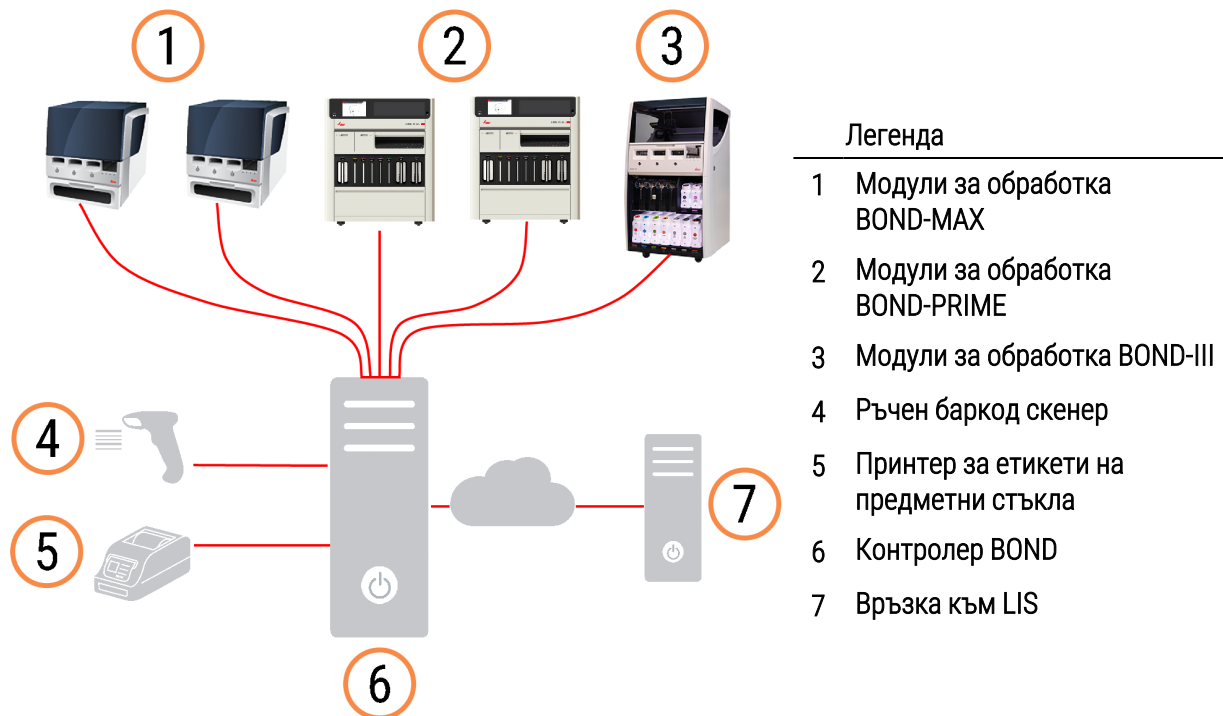 1
2
3
4
5
6
7
Легенда
1 Модули за обработка
BOND-MAX
2 Модули за обработка
BOND-PRIME
3 Модули за обработка BOND-III
4 Ръчен баркод скенер
5 Принтер за етикети на
предметни стъкла
6 Контролер BOND
7 Връзка към LIS